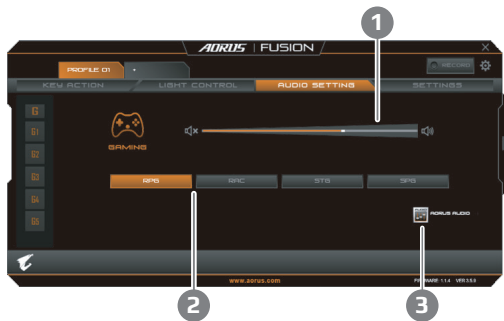 1
AORUS | FUSION
PROFILE 01
RECORD
KEY ACTION LIGHT CONTROL AUDIO SETTING SETTINGS
G
G1
G2
G3
G4
G5
GAMING
RPG RAC STG SPG
AORUS AUDIO
www.aorus.com
FIRMWARE: 1.1.4 VER:3.5.0
2
3